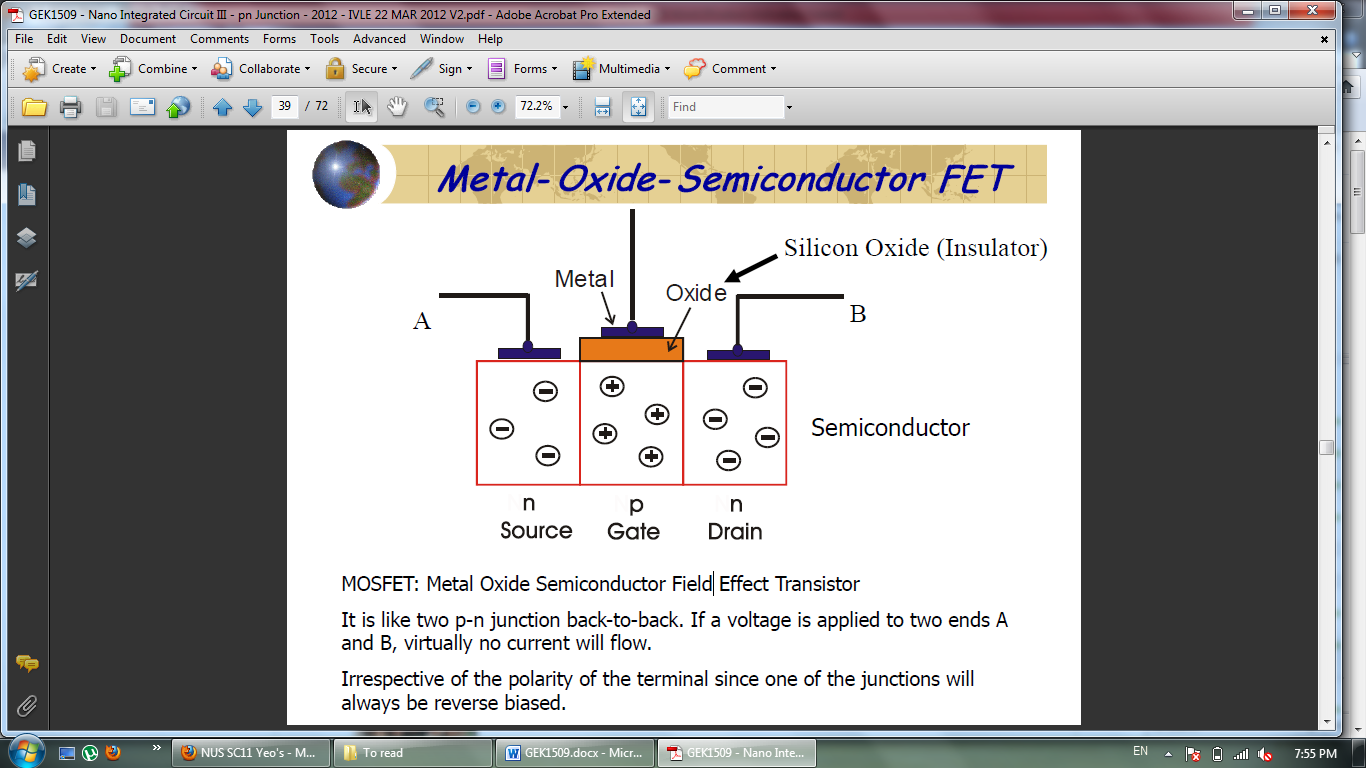 GEK1509 - Nano Integrated Circuit III - pn Junction - 2012 - IVLE 22 MAR 2012 V2.pdf - Adobe Acrobat Pro Extended
File Edit View Document Comments Forms Tools Advanced Window Help
Create Combine Collaborate Secure Sign Forms Multimedia Comment
39 / 72 72.2% Find
Metal-Oxide-Semiconductor FET
Silicon Oxide (Insulator)
Metal
Oxide
A
B
Semiconductor
n p n
Source Gate Drain
MOSFET: Metal Oxide Semiconductor Field Effect Transistor
It is like two p-n junction back-to-back. If a voltage is applied to two ends A
and B, virtually no current will flow.
Irrespective of the polarity of the terminal since one of the junctions will
always be reverse biased.
NUS SC11 Yeo's - M... To read GEK1509.docx - Micr... GEK1509 - Nano Inte... EN 7:55 PM